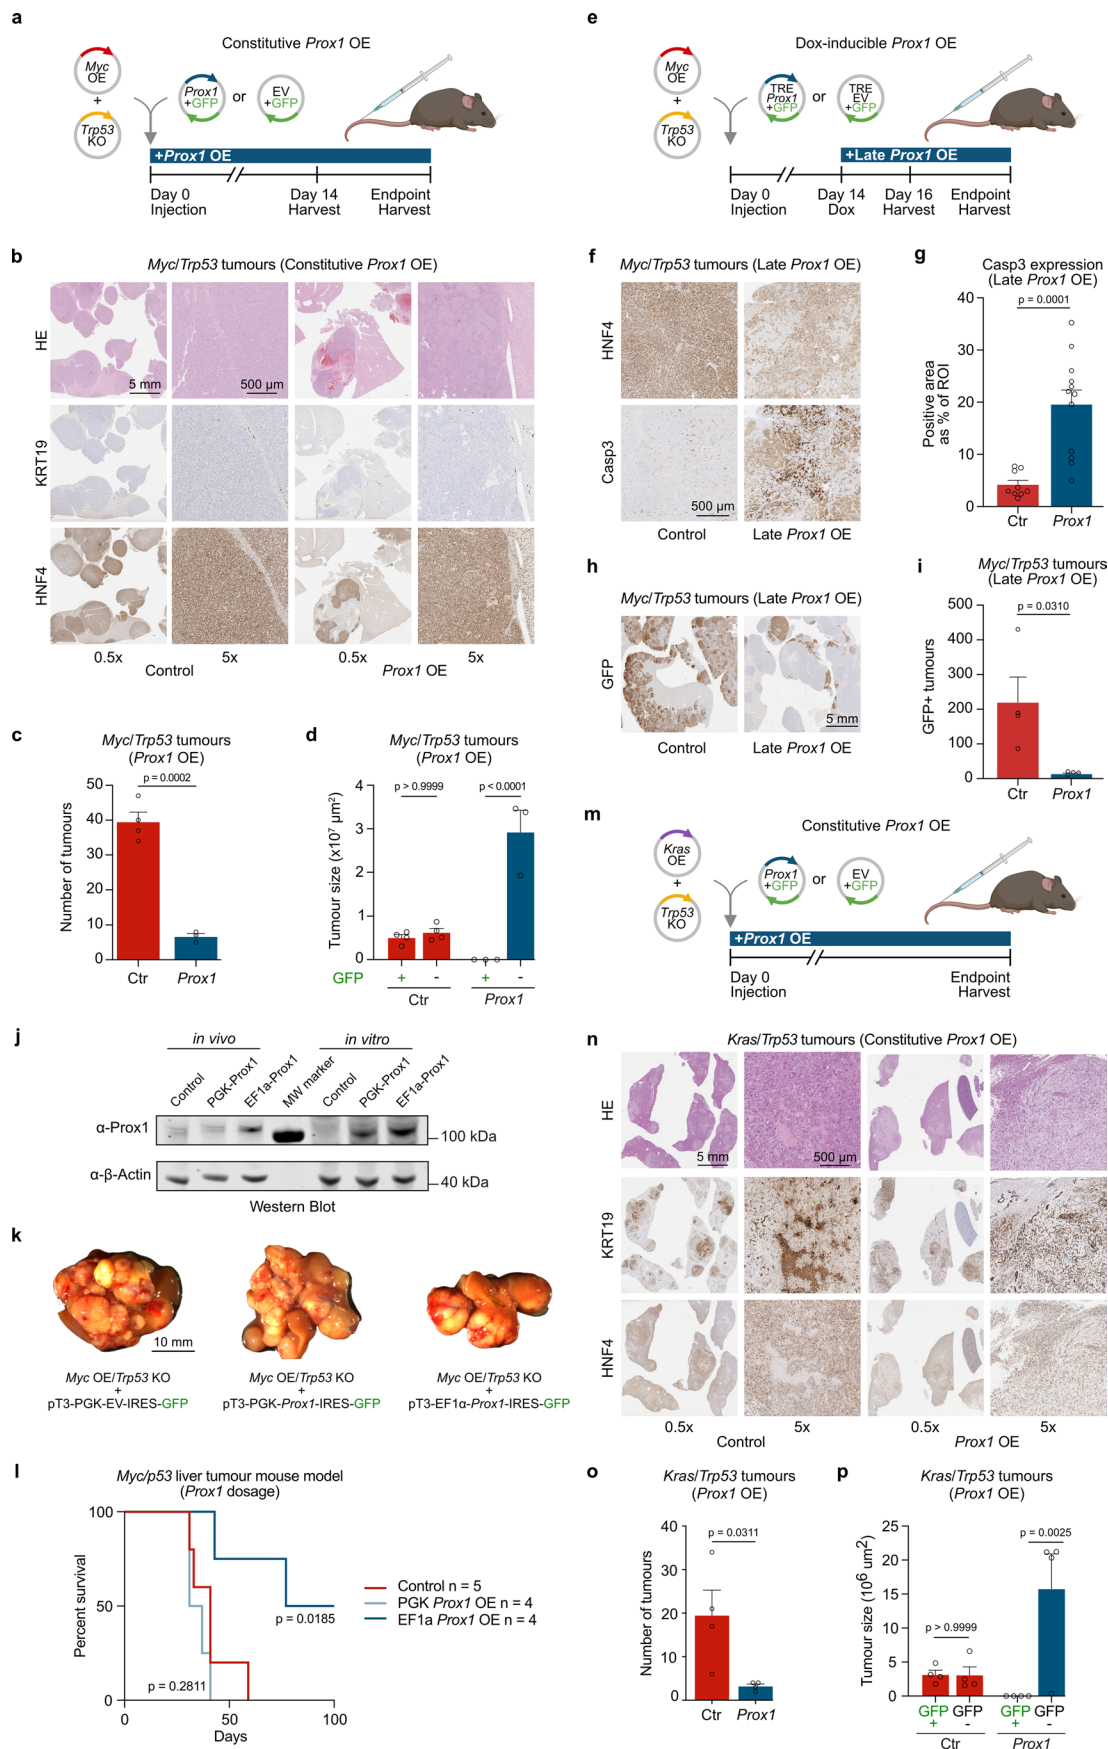 a
Constitutive Prox1 OE
Myc
OE
+
Trp53
KO
Prox1
+GFP
or
EV
+GFP
+Prox1 OE
Day 0
Injection
Day 14
Harvest
Endpoint
Harvest
b
Myc/Trp53 tumours (Constitutive Prox1 OE)
HE
5 mm
500 µm
KRT19
HNF4
0.5x
5x
0.5x
5x
Control
Prox1 OE
c
Myc/Trp53 tumours
(Prox1 OE)
p = 0.0002
Number of tumours
50
40
30
20
10
0
Ctr
Prox1
d
Myc/Trp53 tumours
(Prox1 OE)
p > 0.9999
p < 0.0001
Tumour size (x10⁷ µm²)
4
3
2
1
0
GFP
+
-
+
-
Ctr
Prox1
e
Dox-inducible Prox1 OE
Myc
OE
+
Trp53
KO
TRE
Prox1
+GFP
or
TRE
EV
+GFP
+Late Prox1 OE
Day 0
Injection
Day 14
Dox
Day 16
Harvest
Endpoint
Harvest
f
Myc/Trp53 tumours (Late Prox1 OE)
HNF4
Casp3
500 µm
Control
Late Prox1 OE
g
Casp3 expression
(Late Prox1 OE)
p = 0.0001
Positive area
as % of ROI
40
30
20
10
0
Ctr
Prox1
h
Myc/Trp53 tumours (Late Prox1 OE)
GFP
5 mm
Control
Late Prox1 OE
i
Myc/Trp53 tumours
(Late Prox1 OE)
p = 0.0310
GFP+ tumours
500
400
300
200
100
0
Ctr
Prox1
j
in vivo
in vitro
Control
PGK-Prox1
EF1a-Prox1
MW marker
Control
PGK-Prox1
EF1a-Prox1
α-Prox1
100 kDa
α-β-Actin
40 kDa
Western Blot
k
10 mm
Myc OE/Trp53 KO
+
pT3-PGK-EV-IRES-GFP
Myc OE/Trp53 KO
+
pT3-PGK-Prox1-IRES-GFP
Myc OE/Trp53 KO
+
pT3-EF1α-Prox1-IRES-GFP
l
Myc/p53 liver tumour mouse model
(Prox1 dosage)
Percent survival
100
50
0
p = 0.0185
p = 0.2811
0
50
100
Days
Control n = 5
PGK Prox1 OE n = 4
EF1a Prox1 OE n = 4
m
Constitutive Prox1 OE
Kras
OE
+
Trp53
KO
Prox1
+GFP
or
EV
+GFP
+Prox1 OE
Day 0
Injection
Endpoint
Harvest
n
Kras/Trp53 tumours (Constitutive Prox1 OE)
HE
5 mm
500 µm
KRT19
HNF4
0.5x
5x
0.5x
5x
Control
Prox1 OE
o
Kras/Trp53 tumours
(Prox1 OE)
p = 0.0311
Number of tumours
40
30
20
10
0
Ctr
Prox1
p
Kras/Trp53 tumours
(Prox1 OE)
p = 0.0025
p > 0.9999
Tumour size (10⁶ um²)
25
20
15
10
5
0
GFP
+
GFP
-
GFP
+
GFP
-
Ctr
Prox1